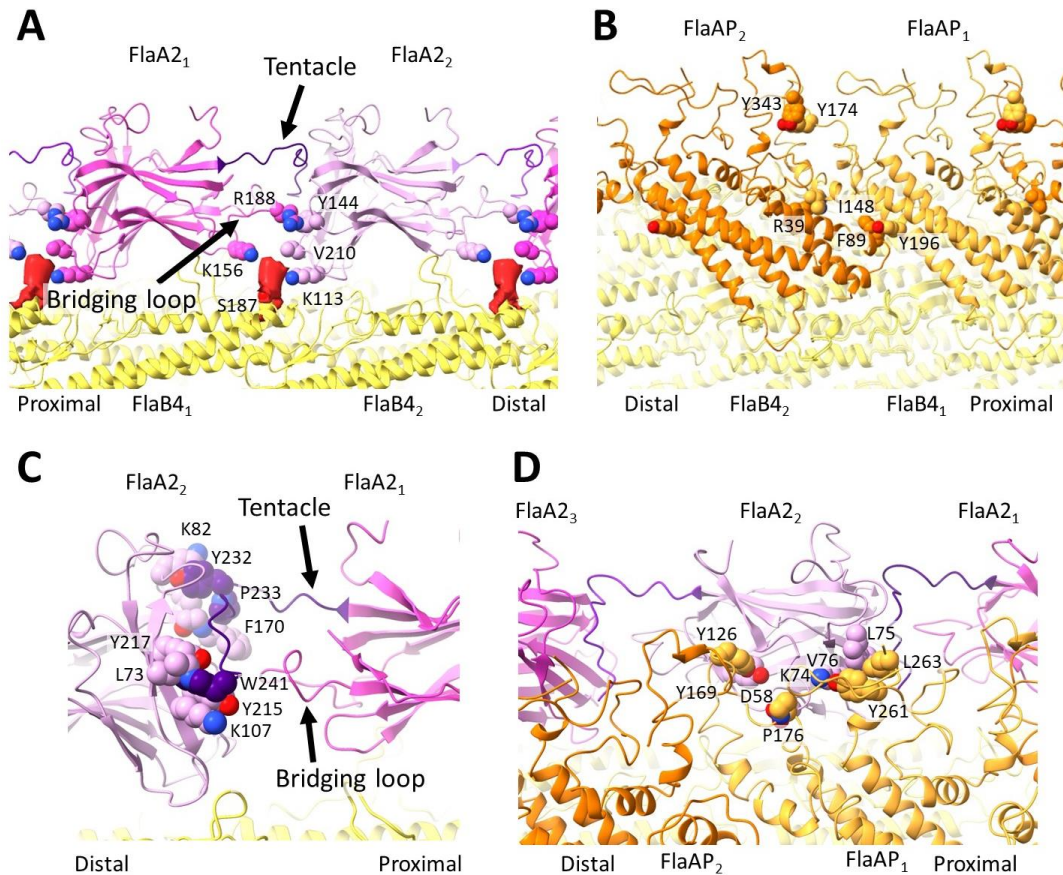 A
FlaA2₁
FlaA2₂
Tentacle
R188
Y144
V210
K156
Bridging loop
K113
S187
Proximal
FlaB4₁
FlaB4₂
Distal
B
FlaAP₂
FlaAP₁
Y343
Y174
I148
R39
F89
Y196
Distal
FlaB4₂
FlaB4₁
Proximal
C
FlaA2₂
FlaA2₁
Tentacle
K82
Y232
P233
F170
Y217
L73
W241
Y215
K107
Bridging loop
Distal
Proximal
D
FlaA2₃
FlaA2₂
FlaA2₁
Y126
L75
V76
L263
K74
Y169
D58
Y261
P176
Distal
FlaAP₂
FlaAP₁
Proximal